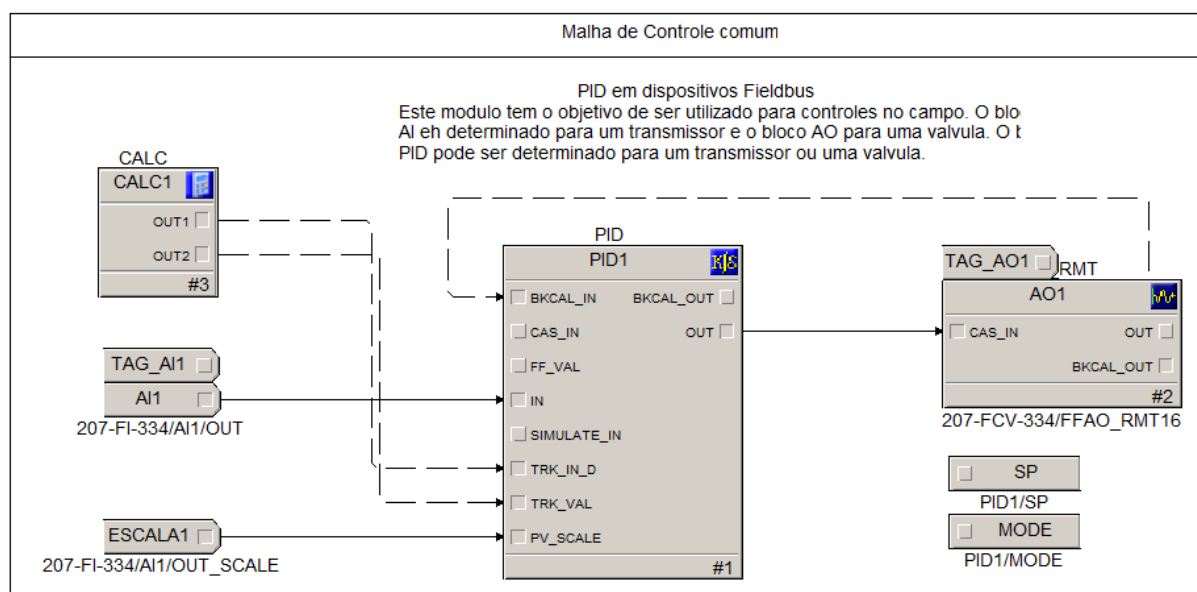 Malha de Controle comum
PID em dispositivos Fieldbus
Este modulo tem o objetivo de ser utilizado para controles no campo. O
AI eh determinado para um transmissor e o bloco AO para uma valvula. O
PID pode ser determinado para um transmissor ou uma valvula.
CALC
CALC1
OUT1
OUT2
#3
TAG_AI1
AI1
207-FI-334/AI1/OUT
ESCALA1
207-FI-334/AI1/OUT_SCALE
PID
PID1
BKCAL_IN BKCAL_OUT
CAS_IN OUT
FF_VAL
IN
SIMULATE_IN
TRK_IN_D
TRK_VAL
PV_SCALE
#1
TAG_AO1
_RMT
AO1
CAS_IN OUT
BKCAL_OUT
#2
207-FCV-334/FFAO_RMT16
SP
PID1/SP
MODE
PID1/MODE